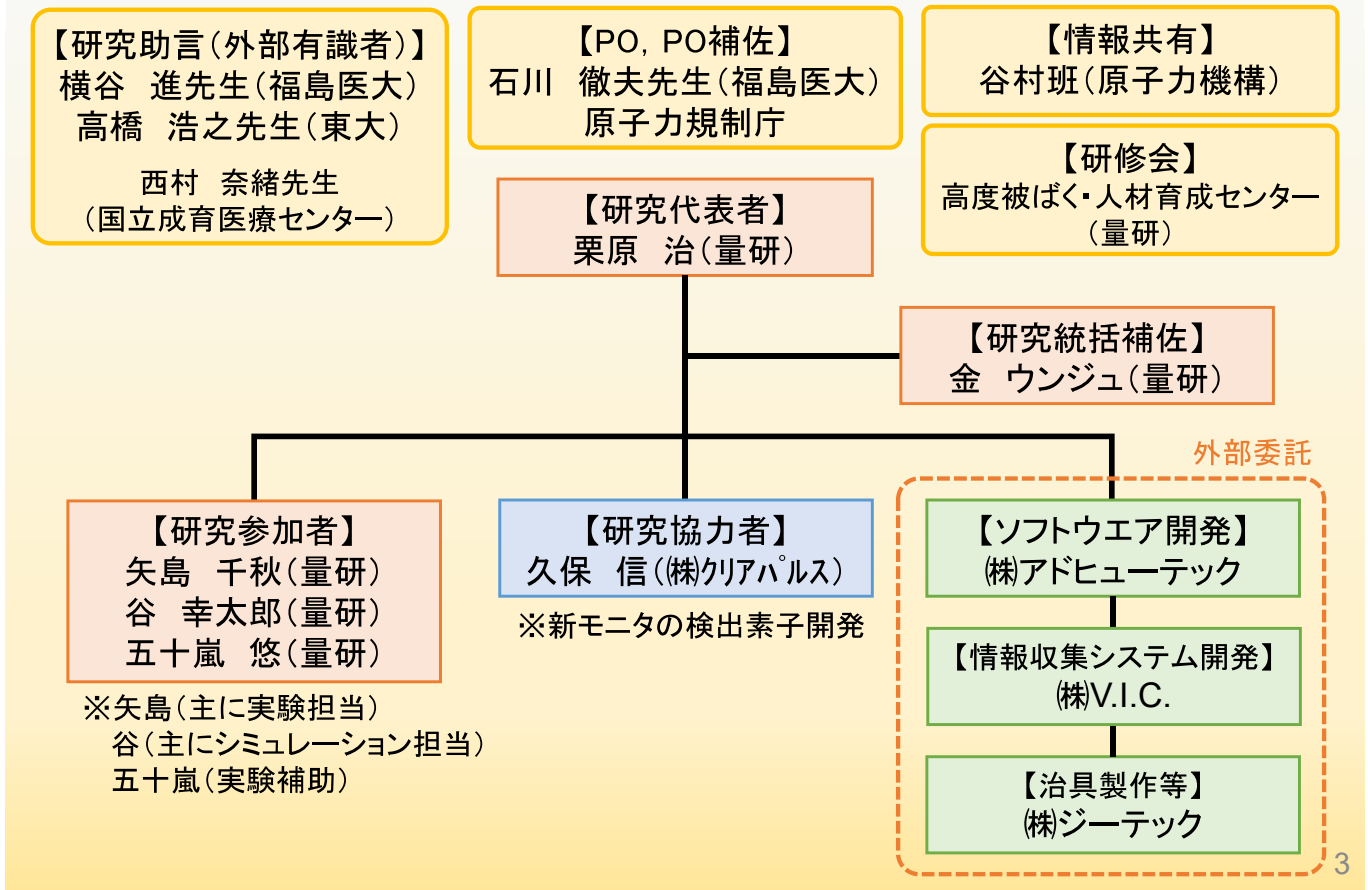 【研究助言(外部有識者)】
横谷 進先生(福島医大)
高橋 浩之先生(東大)
西村 奈緒先生
(国立成育医療センター)
【PO, PO補佐】
石川 徹夫先生(福島医大)
原子力規制庁
【情報共有】
谷村班(原子力機構)
【研修会】
高度被ばく・人材育成センター
(量研)
【研究代表者】
栗原 治(量研)
【研究統括補佐】
金 ウンジュ(量研)
外部委託
【研究参加者】
矢島 千秋(量研)
谷 幸太郎(量研)
五十嵐 悠(量研)
※矢島(主に実験担当)
谷(主にシミュレーション担当)
五十嵐(実験補助)
【研究協力者】
久保 信(㈱クリアパルス)
※新モニタの検出素子開発
【ソフトウエア開発】
㈱アドヒューテック
【情報収集システム開発】
㈱V.I.C.
【治具製作等】
㈱ジーテック
3